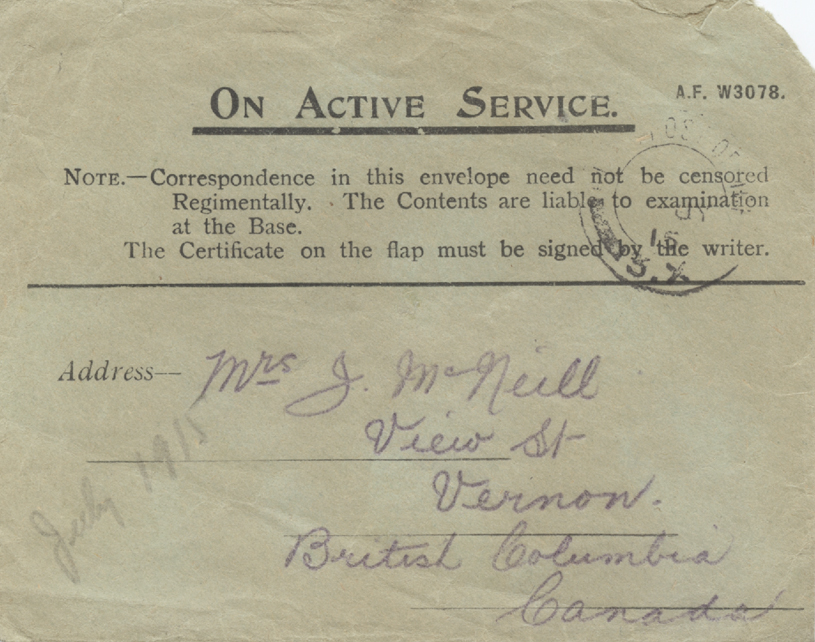 ON ACTIVE SERVICE.
A.F. W3078.
NOTE.—Correspondence in this envelope need not be censored
Regimentally. The Contents are liable to examination
at the Base.
The Certificate on the flap must be signed by the writer.
Address— Mrs J. McNeill
View St
Vernon.
British Columbia
Canada
July 1915